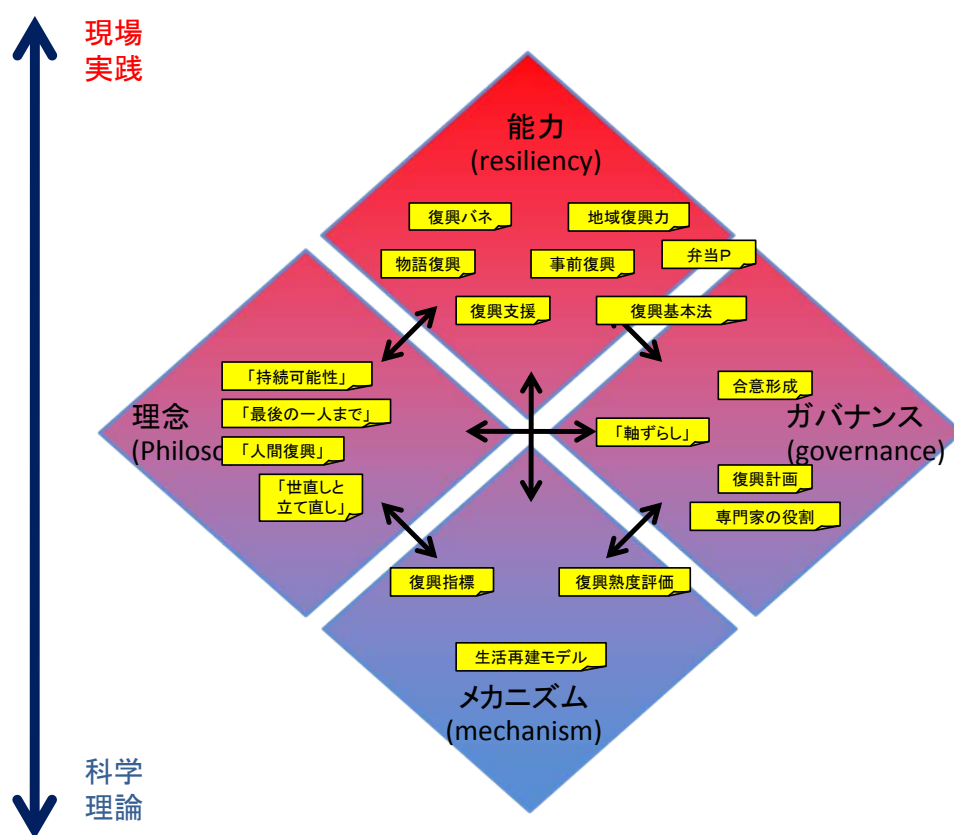 現場
実践
能力
(resiliency)
復興バネ
地域復興力
弁当P
物語復興
事前復興
復興支援
復興基本法
「持続可能性」
理念
(Philoso
「最後の一人まで」
「人間復興」
「世直しと
立て直し」
合意形成
ガバナンス
(governance)
「軸ずらし」
復興計画
専門家の役割
復興指標
復興熟度評価
生活再建モデル
メカニズム
(mechanism)
科学
理論